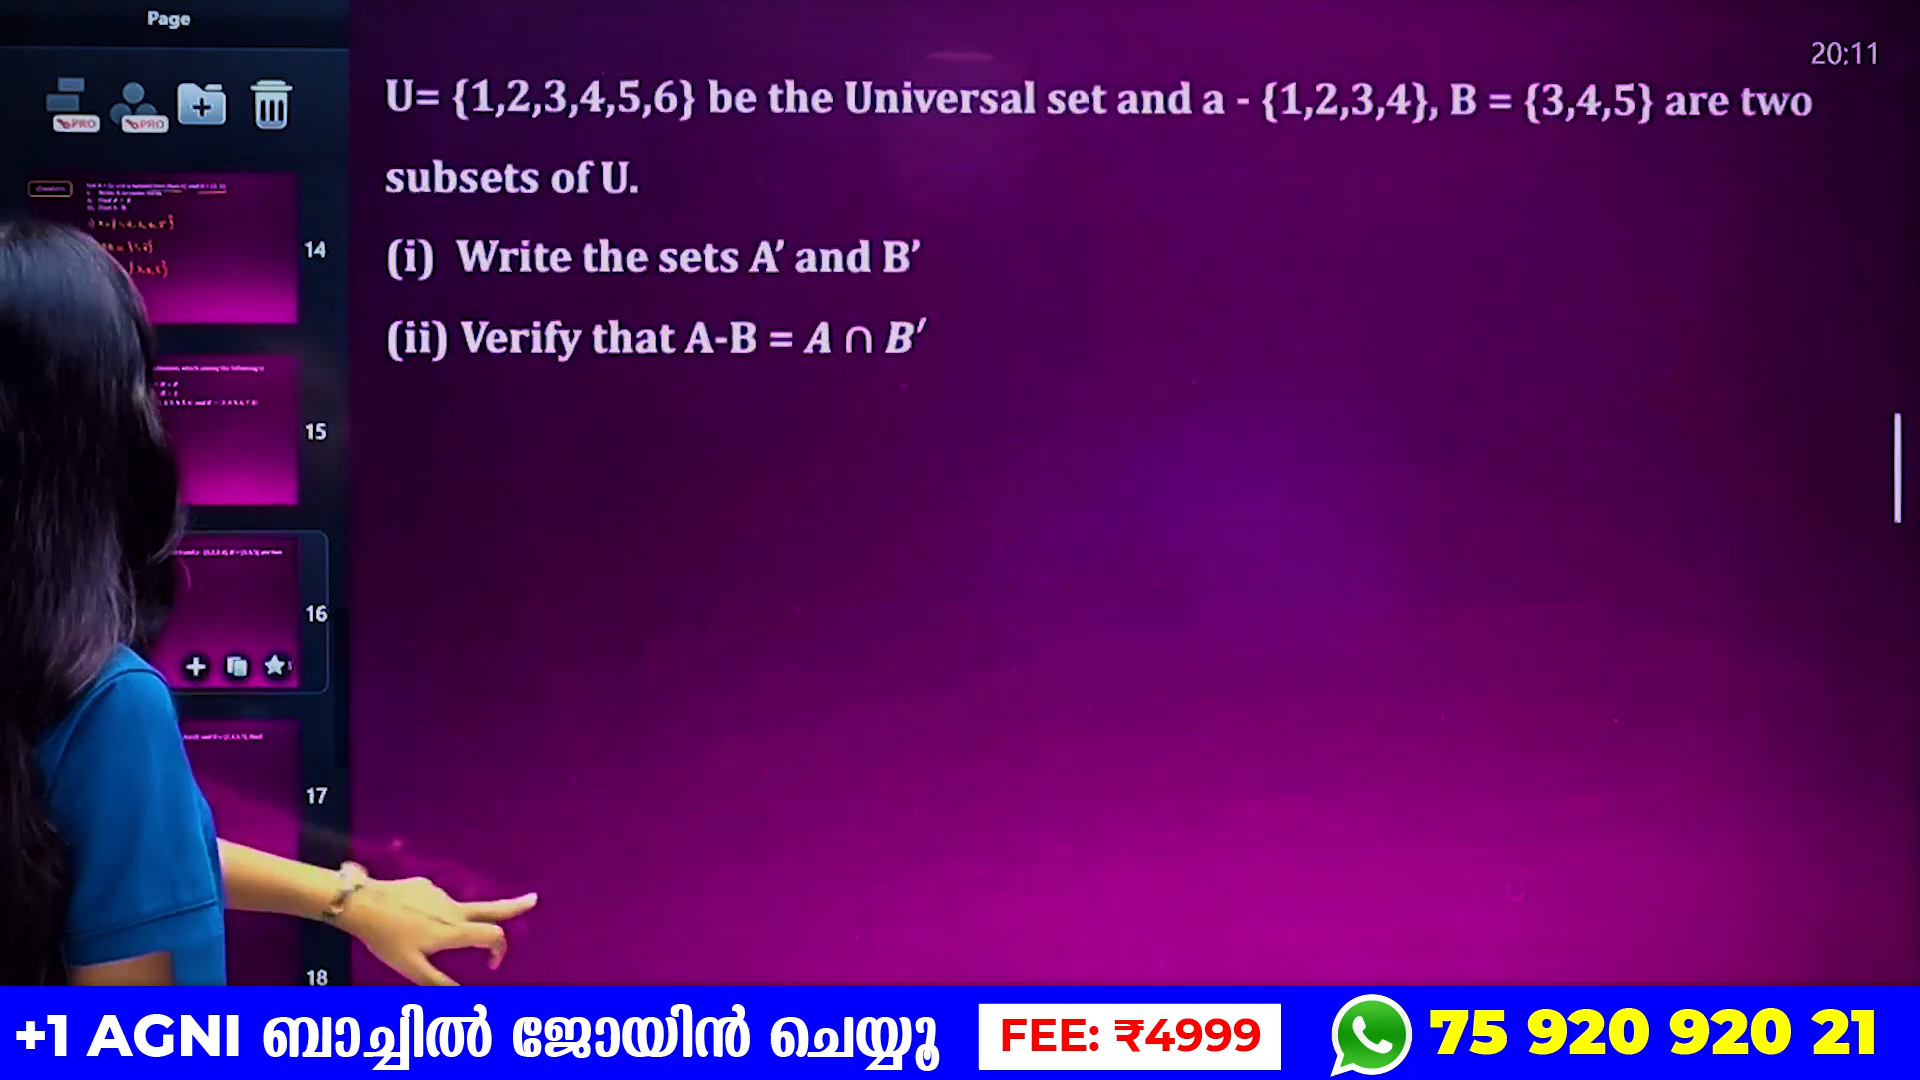 Page
20:11
PRO
PRO
U= {1,2,3,4,5,6} be the Universal set and a - {1,2,3,4}, B = {3,4,5} are two
subsets of U.
(i) Write the sets A′ and B′
(ii) Verify that A-B = A ∩ B′
14
15
16
17
18
+1 AGNI ബാച്ചിൽ ജോയിൻ ചെയ്യൂ
FEE: ₹4999
75 920 920 21